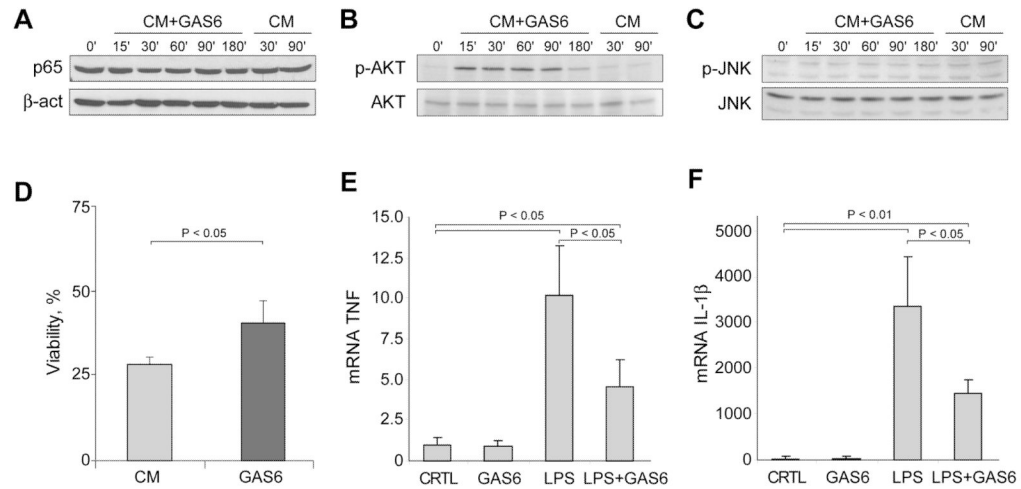 A
CM+GAS6 CM
0' 15' 30' 60' 90' 180' 30' 90'
p65
β-act
B
CM+GAS6 CM
0' 15' 30' 60' 90' 180' 30' 90'
p-AKT
AKT
C
CM+GAS6 CM
0' 15' 30' 60' 90' 180' 30' 90'
p-JNK
JNK
D
75
50
25
0
Viability, %
P < 0.05
CM GAS6
E
15.0
12.5
10.0
7.5
5.0
2.5
0
mRNA TNF
P < 0.05
P < 0.05
CRTL GAS6 LPS LPS+GAS6
F
5000
4000
3000
2000
1000
0
mRNA IL-1β
P < 0.01
P < 0.05
CRTL GAS6 LPS LPS+GAS6